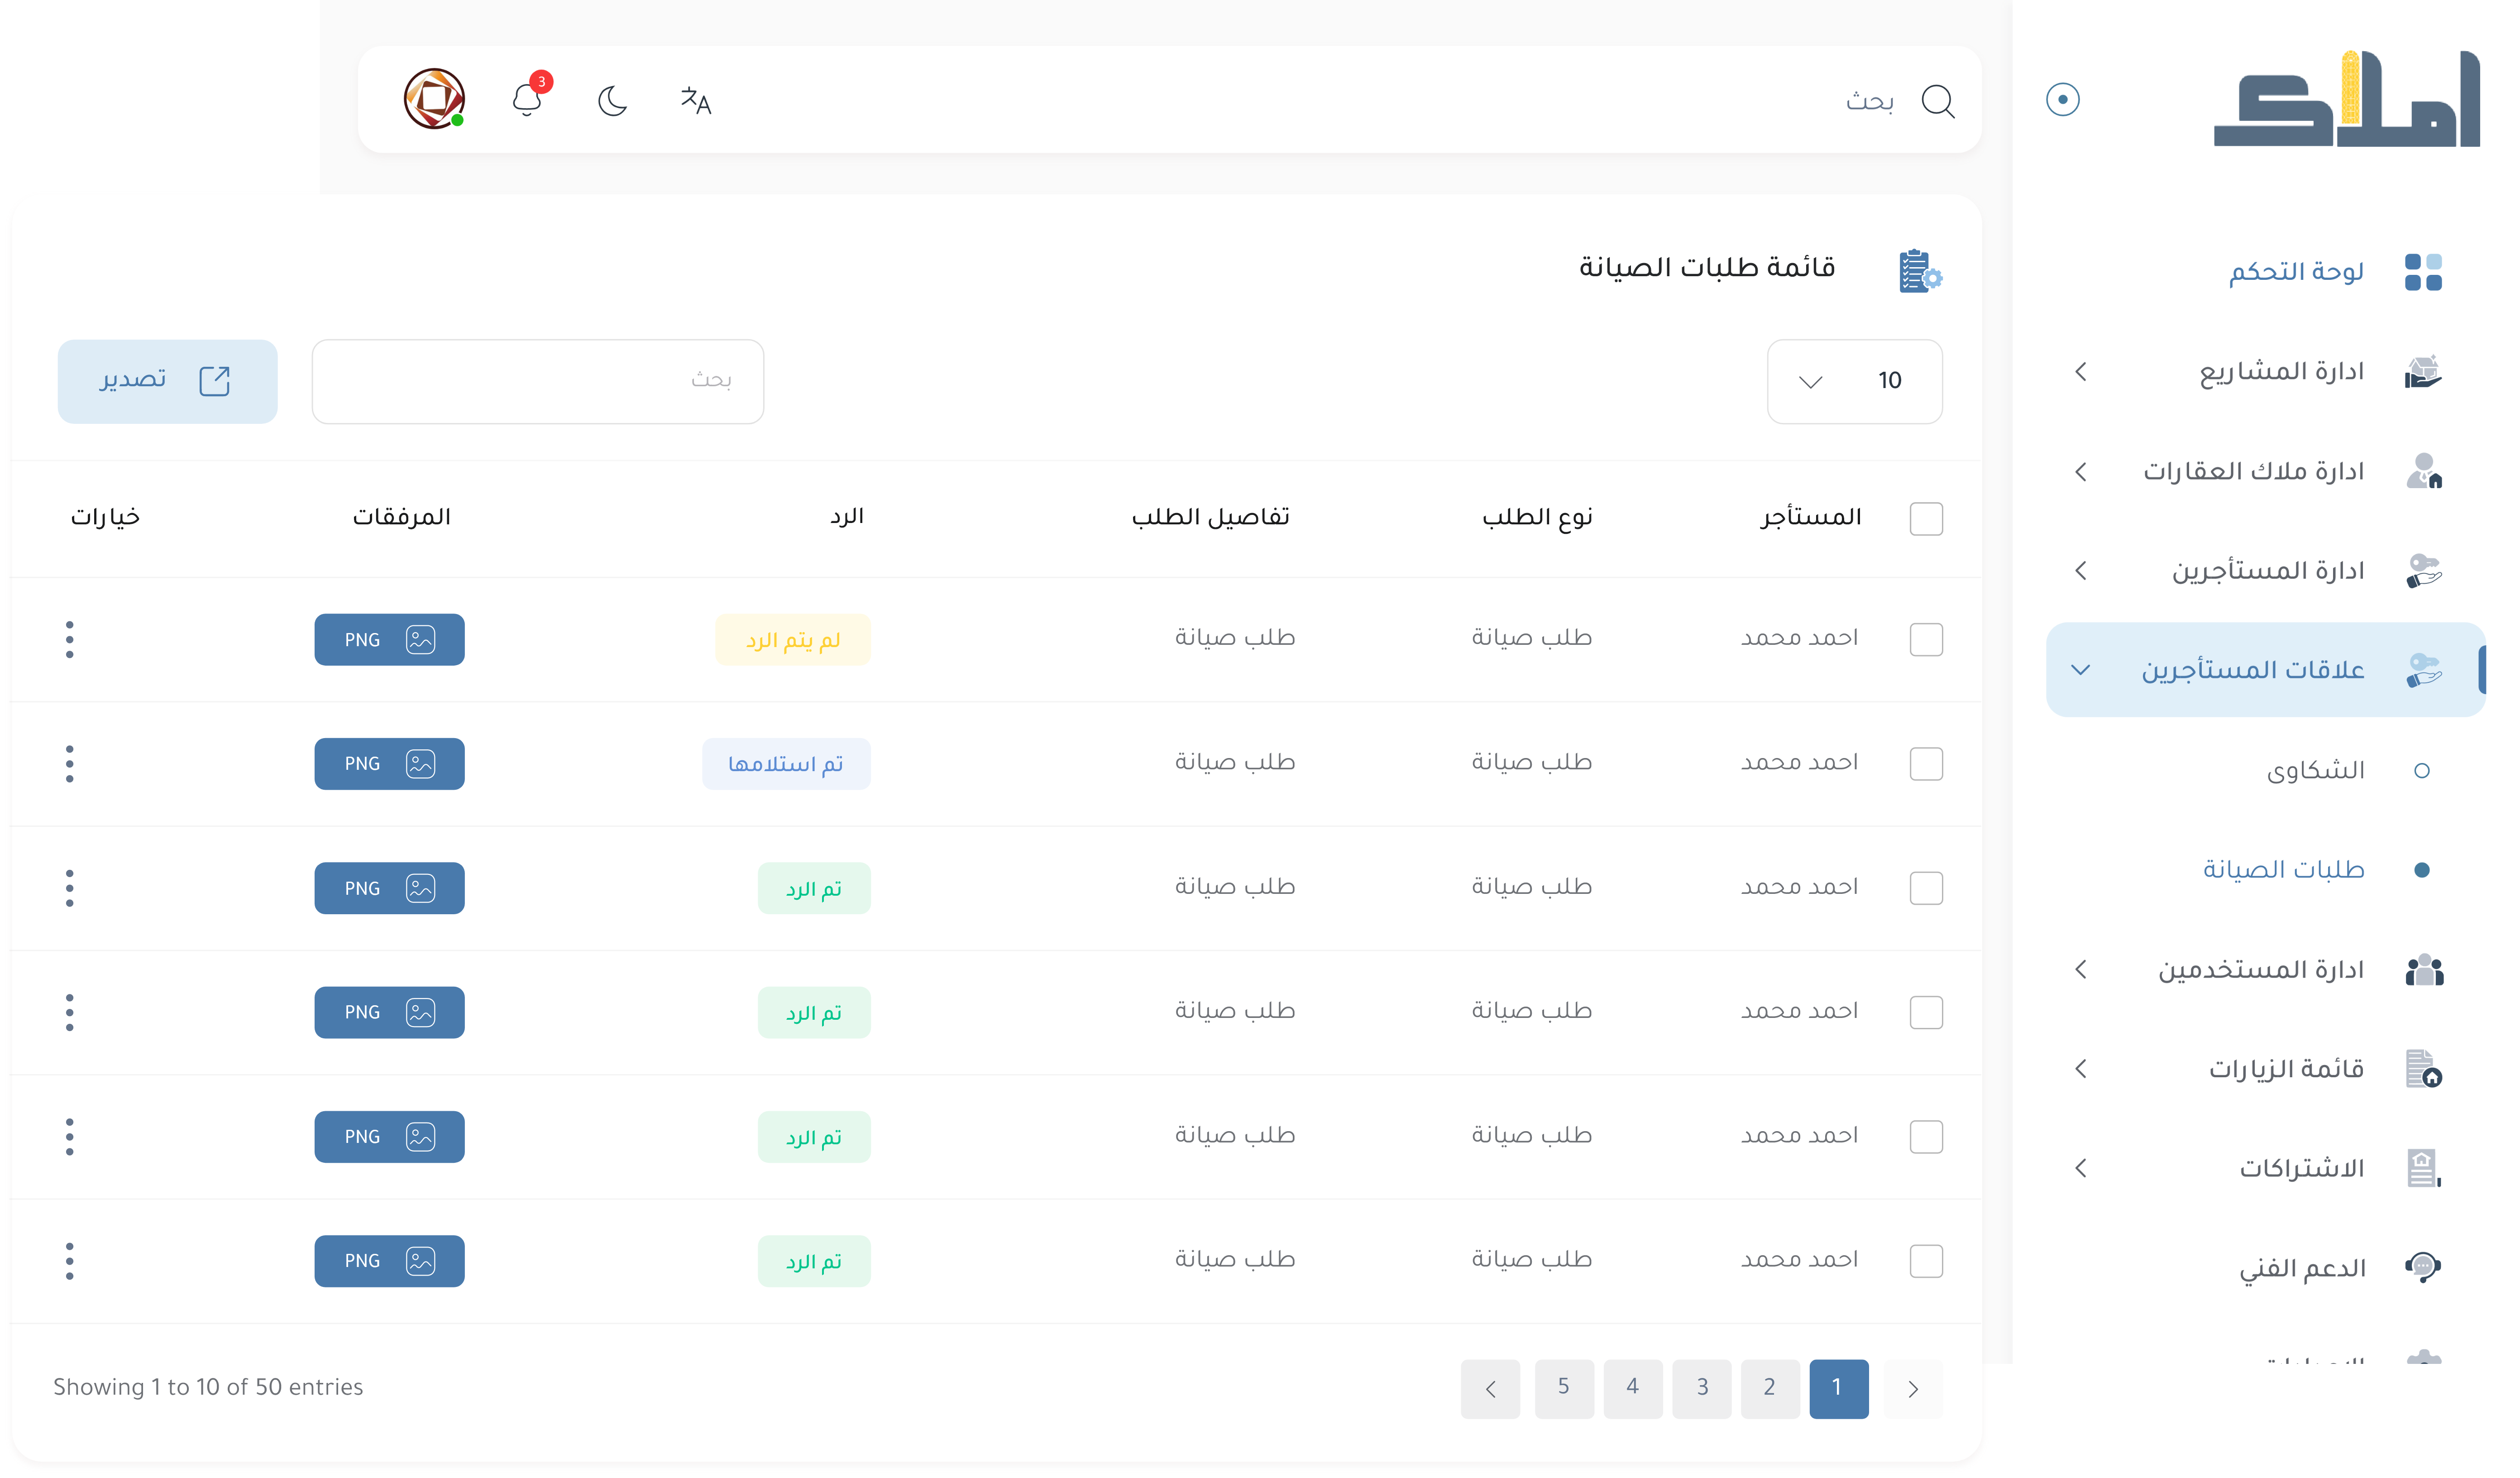 املاك
بحث
3
لوحة التحكم
ادارة المشاريع
ادارة ملاك العقارات
ادارة المستأجرين
علاقات المستأجرين
الشكاوى
طلبات الصيانة
ادارة المستخدمين
قائمة الزيارات
الاشتراكات
الدعم الفني
قائمة طلبات الصيانة
10
بحث
تصدير
المستأجر نوع الطلب تفاصيل الطلب الرد المرفقات خيارات
احمد محمد طلب صيانة طلب صيانة لم يتم الرد PNG
احمد محمد طلب صيانة طلب صيانة تم استلامها PNG
احمد محمد طلب صيانة طلب صيانة تم الرد PNG
احمد محمد طلب صيانة طلب صيانة تم الرد PNG
احمد محمد طلب صيانة طلب صيانة تم الرد PNG
احمد محمد طلب صيانة طلب صيانة تم الرد PNG
1 2 3 4 5
Showing 1 to 10 of 50 entries